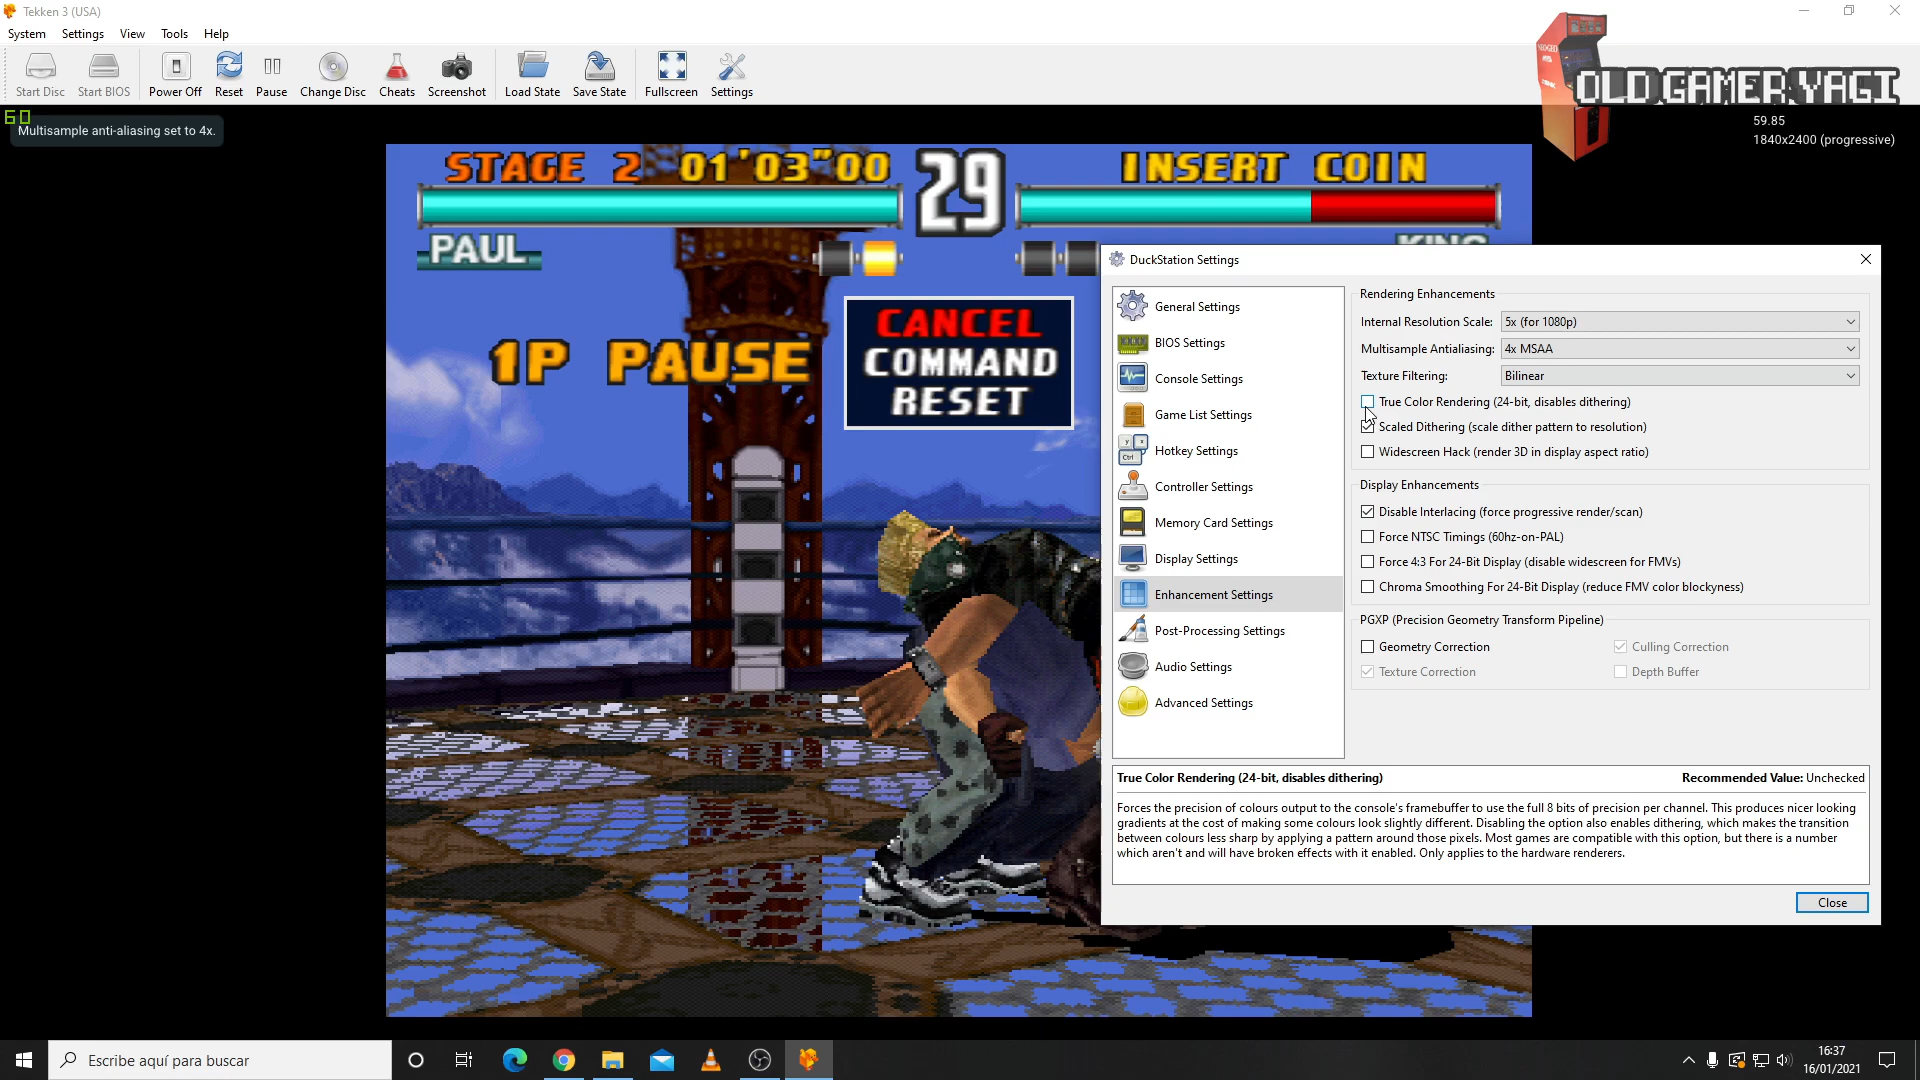 Tekken 3 (USA)
System Settings View Tools Help
Start Disc Start BIOS Power Off Reset Pause Change Disc Cheats Screenshot Load State Save State Fullscreen Settings
OLD GAMER YAGI
60
Multisample anti-aliasing set to 4x.
59.85
1840x2400 (progressive)
STAGE 2 01'03"00 29 INSERT COIN
PAUL KING
1P PAUSE
CANCEL
COMMAND
RESET
DuckStation Settings
General Settings
BIOS Settings
Console Settings
Game List Settings
Hotkey Settings
Controller Settings
Memory Card Settings
Display Settings
Enhancement Settings
Post-Processing Settings
Audio Settings
Advanced Settings
Rendering Enhancements
Internal Resolution Scale: 5x (for 1080p)
Multisample Antialiasing: 4x MSAA
Texture Filtering: Bilinear
True Color Rendering (24-bit, disables dithering)
Scaled Dithering (scale dither pattern to resolution)
Widescreen Hack (render 3D in display aspect ratio)
Display Enhancements
Disable Interlacing (force progressive render/scan)
Force NTSC Timings (60hz-on-PAL)
Force 4:3 For 24-Bit Display (disable widescreen for FMVs)
Chroma Smoothing For 24-Bit Display (reduce FMV color blockyness)
PGXP (Precision Geometry Transform Pipeline)
Geometry Correction Culling Correction
Texture Correction Depth Buffer
True Color Rendering (24-bit, disables dithering) Recommended Value: Unchecked
Forces the precision of colours output to the console's framebuffer to use the full 8 bits of precision per channel. This produces nicer looking
gradients at the cost of making some colours look slightly different. Disabling the option also enables dithering, which makes the transition
between colours less sharp by applying a pattern around those pixels. Most games are compatible with this option, but there is a number
which aren't and will have broken effects with it enabled. Only applies to the hardware renderers.
Close
Escribe aquí para buscar
16:37
16/01/2021